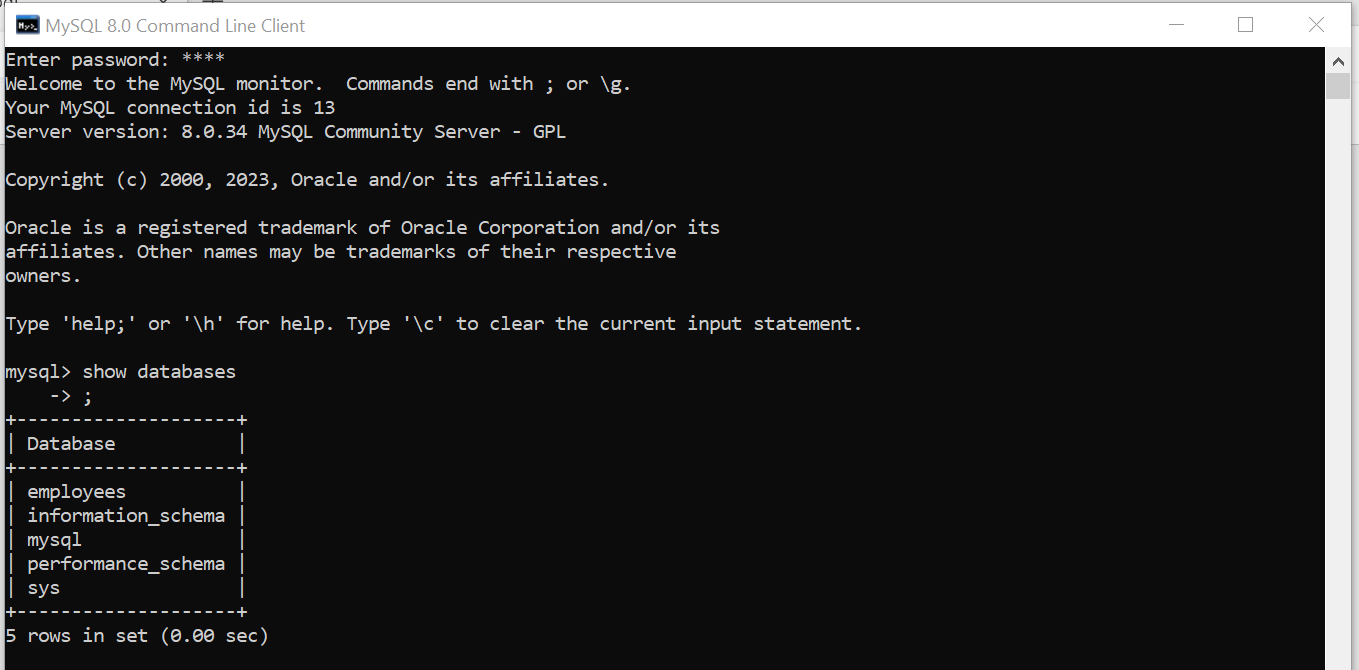 MySQL 8.0 Command Line Client
Enter password: ****
Welcome to the MySQL monitor.  Commands end with ; or \g.
Your MySQL connection id is 13
Server version: 8.0.34 MySQL Community Server - GPL

Copyright (c) 2000, 2023, Oracle and/or its affiliates.

Oracle is a registered trademark of Oracle Corporation and/or its
affiliates. Other names may be trademarks of their respective
owners.

Type 'help;' or '\h' for help. Type '\c' to clear the current input statement.

mysql> show databases
    -> ;
+--------------------+
| Database           |
+--------------------+
| employees          |
| information_schema |
| mysql              |
| performance_schema |
| sys                |
+--------------------+
5 rows in set (0.00 sec)